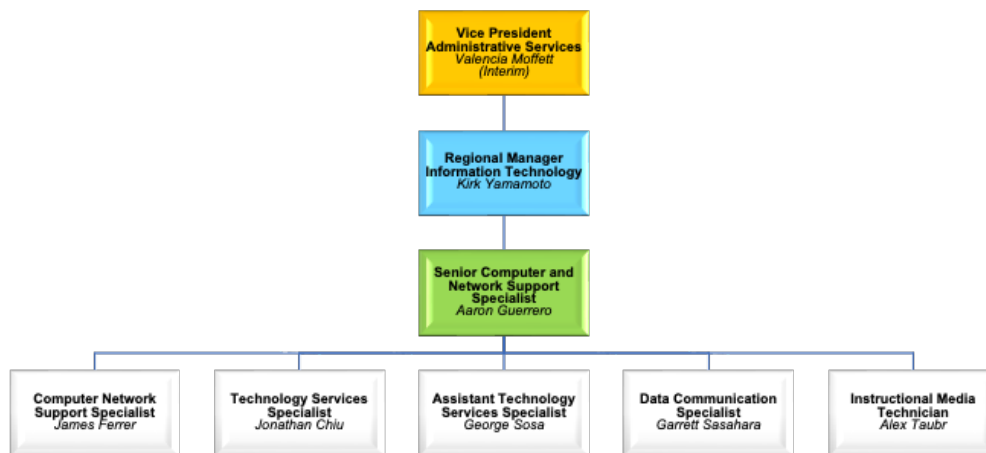 Vice President
Administrative Services
Valencia Moffett
(Interim)
Regional Manager
Information Technology
Kirk Yamamoto
Senior Computer and
Network Support
Specialist
Aaron Guerrero
Computer Network
Support Specialist
James Ferrer
Technology Services
Specialist
Jonathan Chiu
Assistant Technology
Services Specialist
George Sosa
Data Communication
Specialist
Garrett Sasahara
Instructional Media
Technician
Alex Taubr